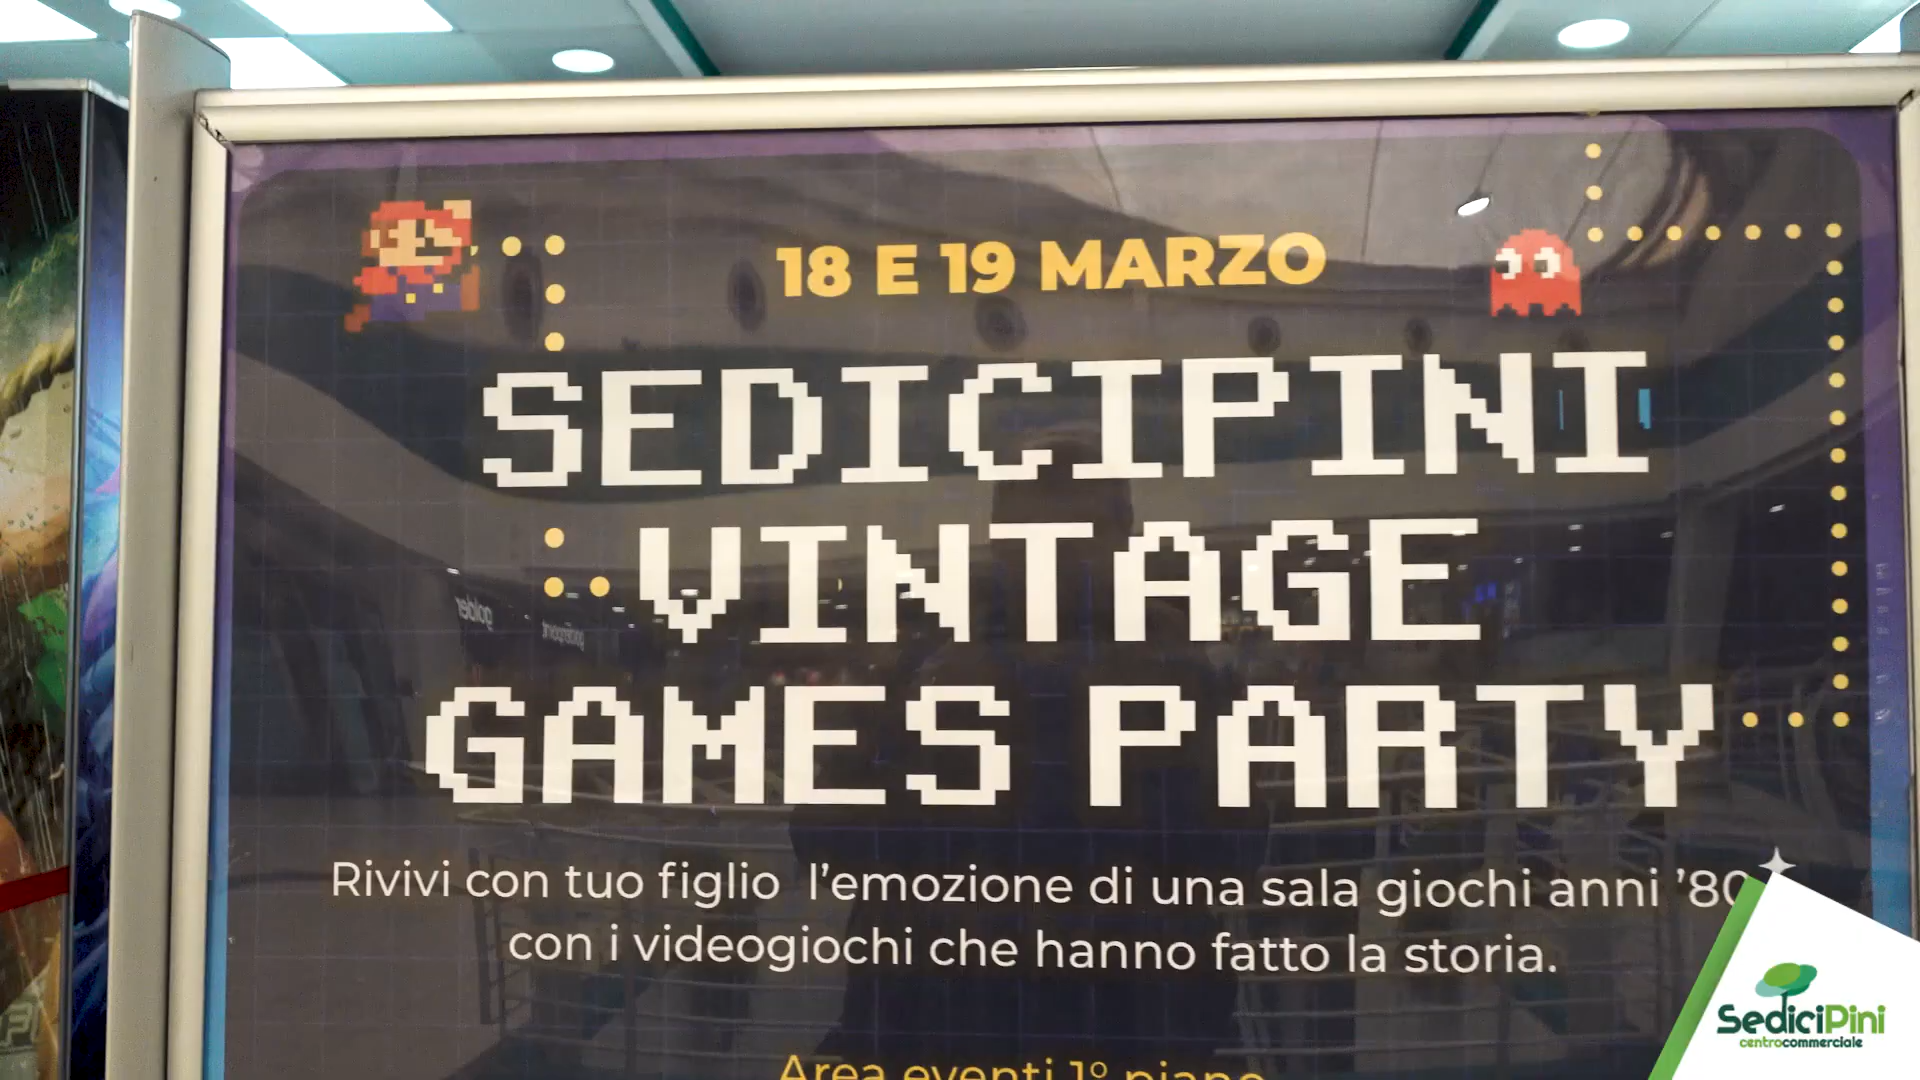 18 E 19 MARZO
SEDICIPINI
VINTAGE
GAMES PARTY
Rivivi con tuo figlio l'emozione di una sala giochi anni '80
con i videogiochi che hanno fatto la storia.
Area eventi 1° piano
SediciPini
centrocommerciale